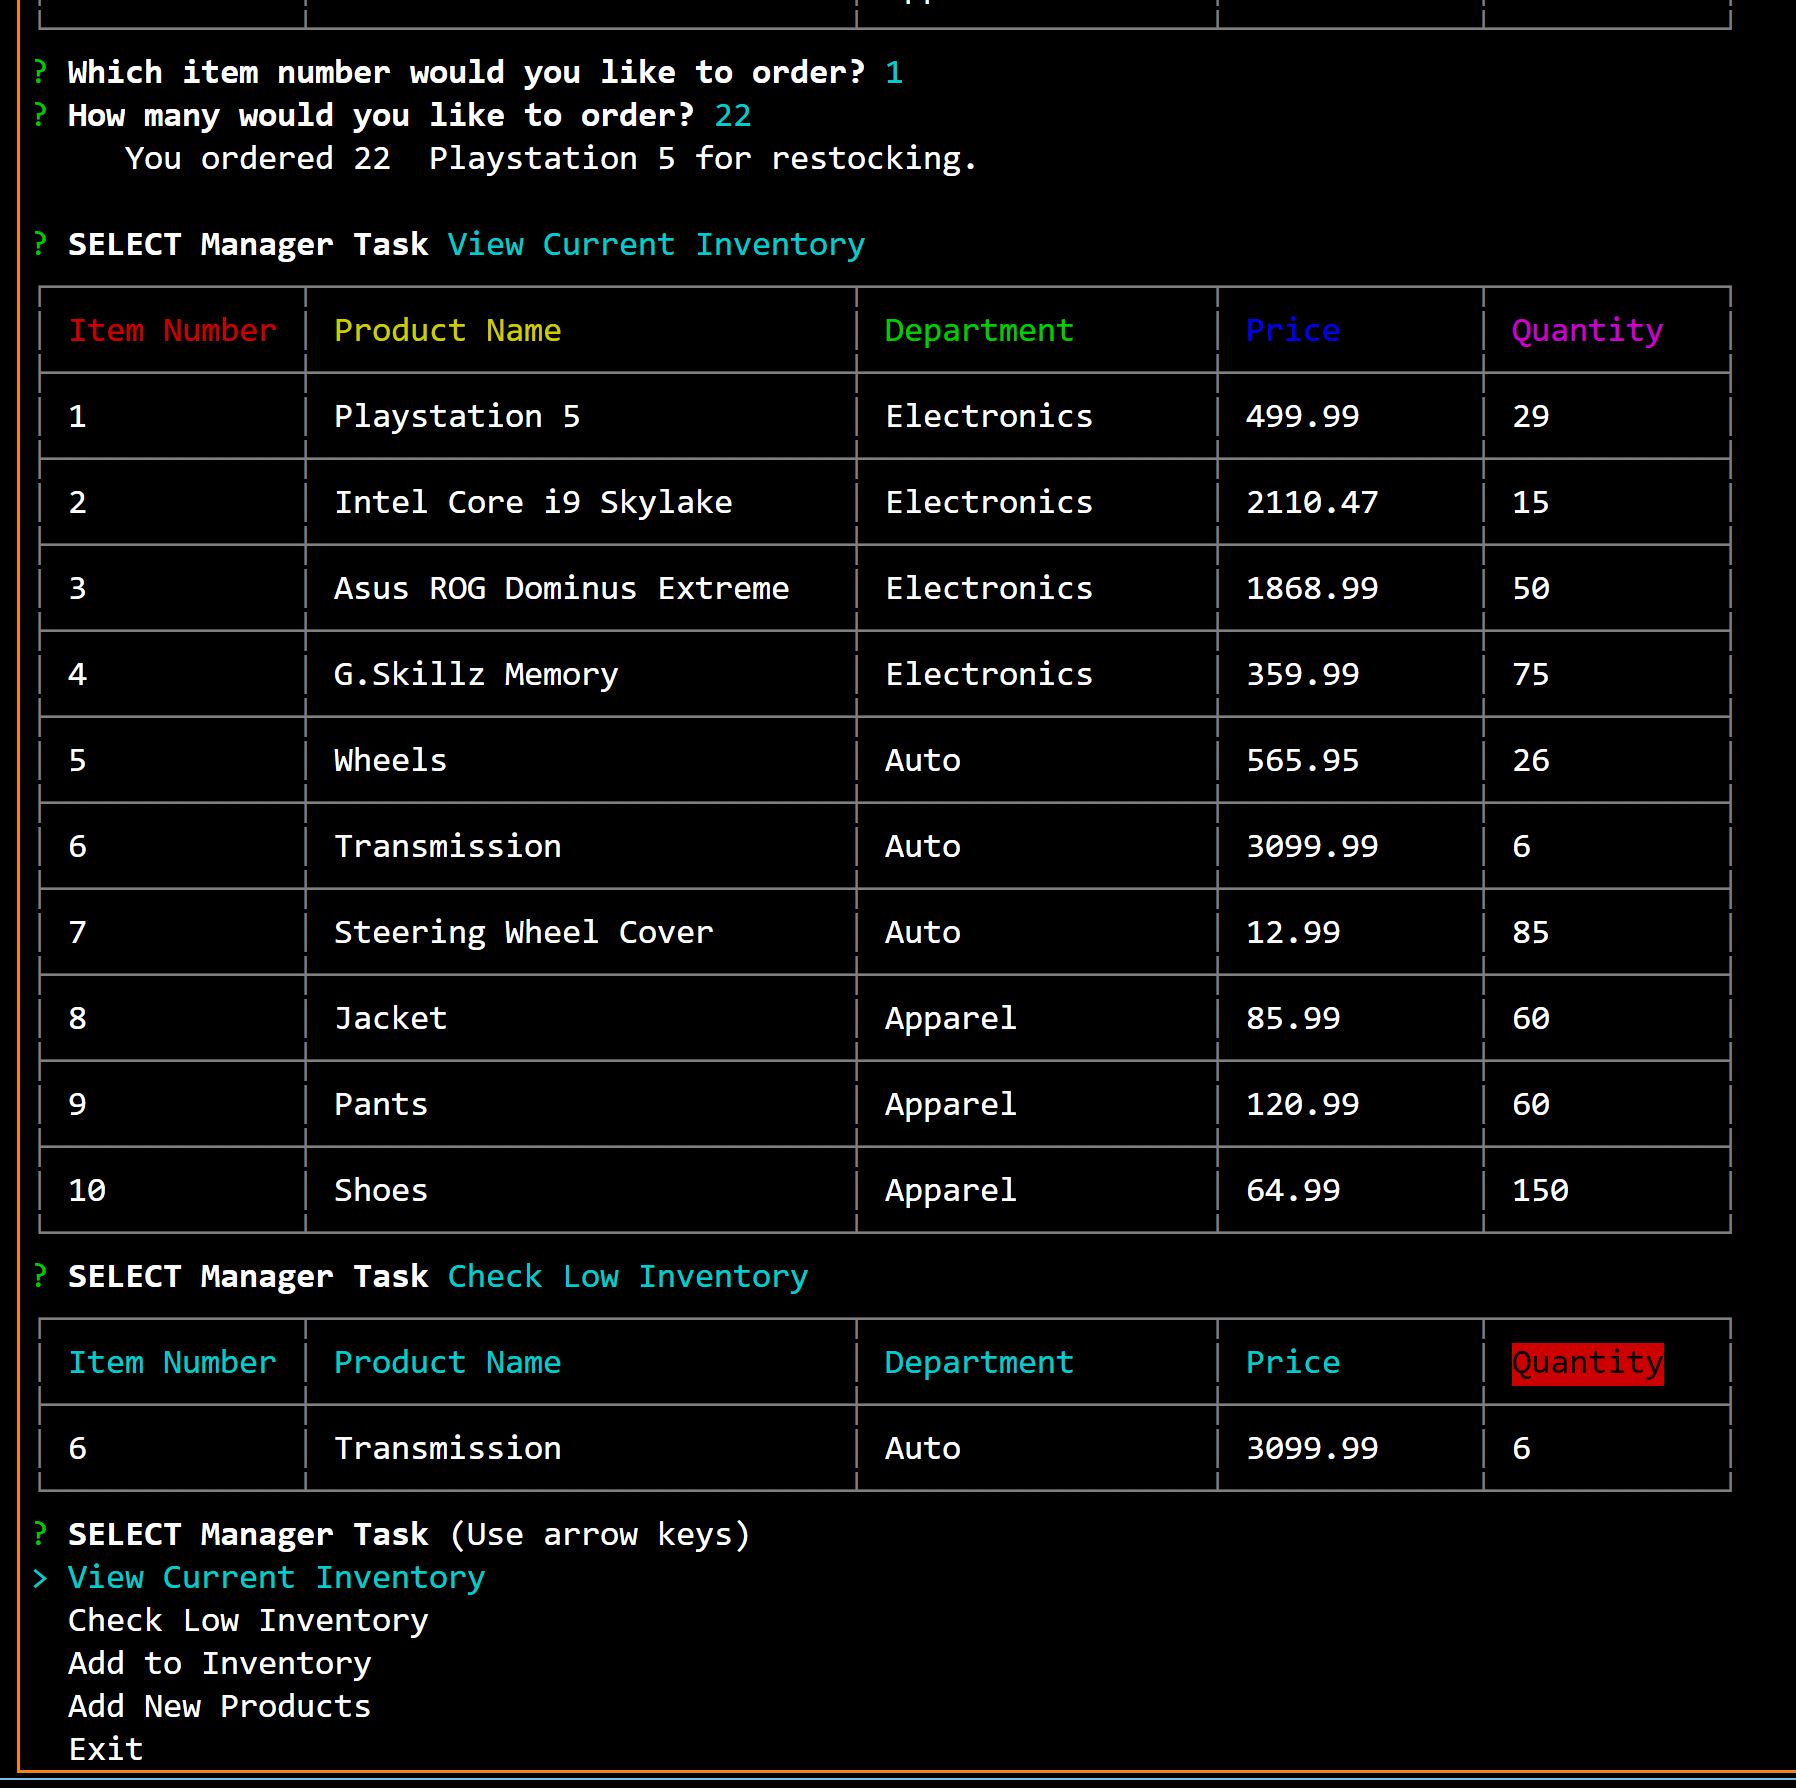 ? Which item number would you like to order? 1
? How many would you like to order? 22
You ordered 22  Playstation 5 for restocking.
? SELECT Manager Task View Current Inventory
Item Number Product Name Department Price Quantity
1 Playstation 5 Electronics 499.99 29
2 Intel Core i9 Skylake Electronics 2110.47 15
3 Asus ROG Dominus Extreme Electronics 1868.99 50
4 G.Skillz Memory Electronics 359.99 75
5 Wheels Auto 565.95 26
6 Transmission Auto 3099.99 6
7 Steering Wheel Cover Auto 12.99 85
8 Jacket Apparel 85.99 60
9 Pants Apparel 120.99 60
10 Shoes Apparel 64.99 150
? SELECT Manager Task Check Low Inventory
Item Number Product Name Department Price Quantity
6 Transmission Auto 3099.99 6
? SELECT Manager Task (Use arrow keys)
> View Current Inventory
Check Low Inventory
Add to Inventory
Add New Products
Exit